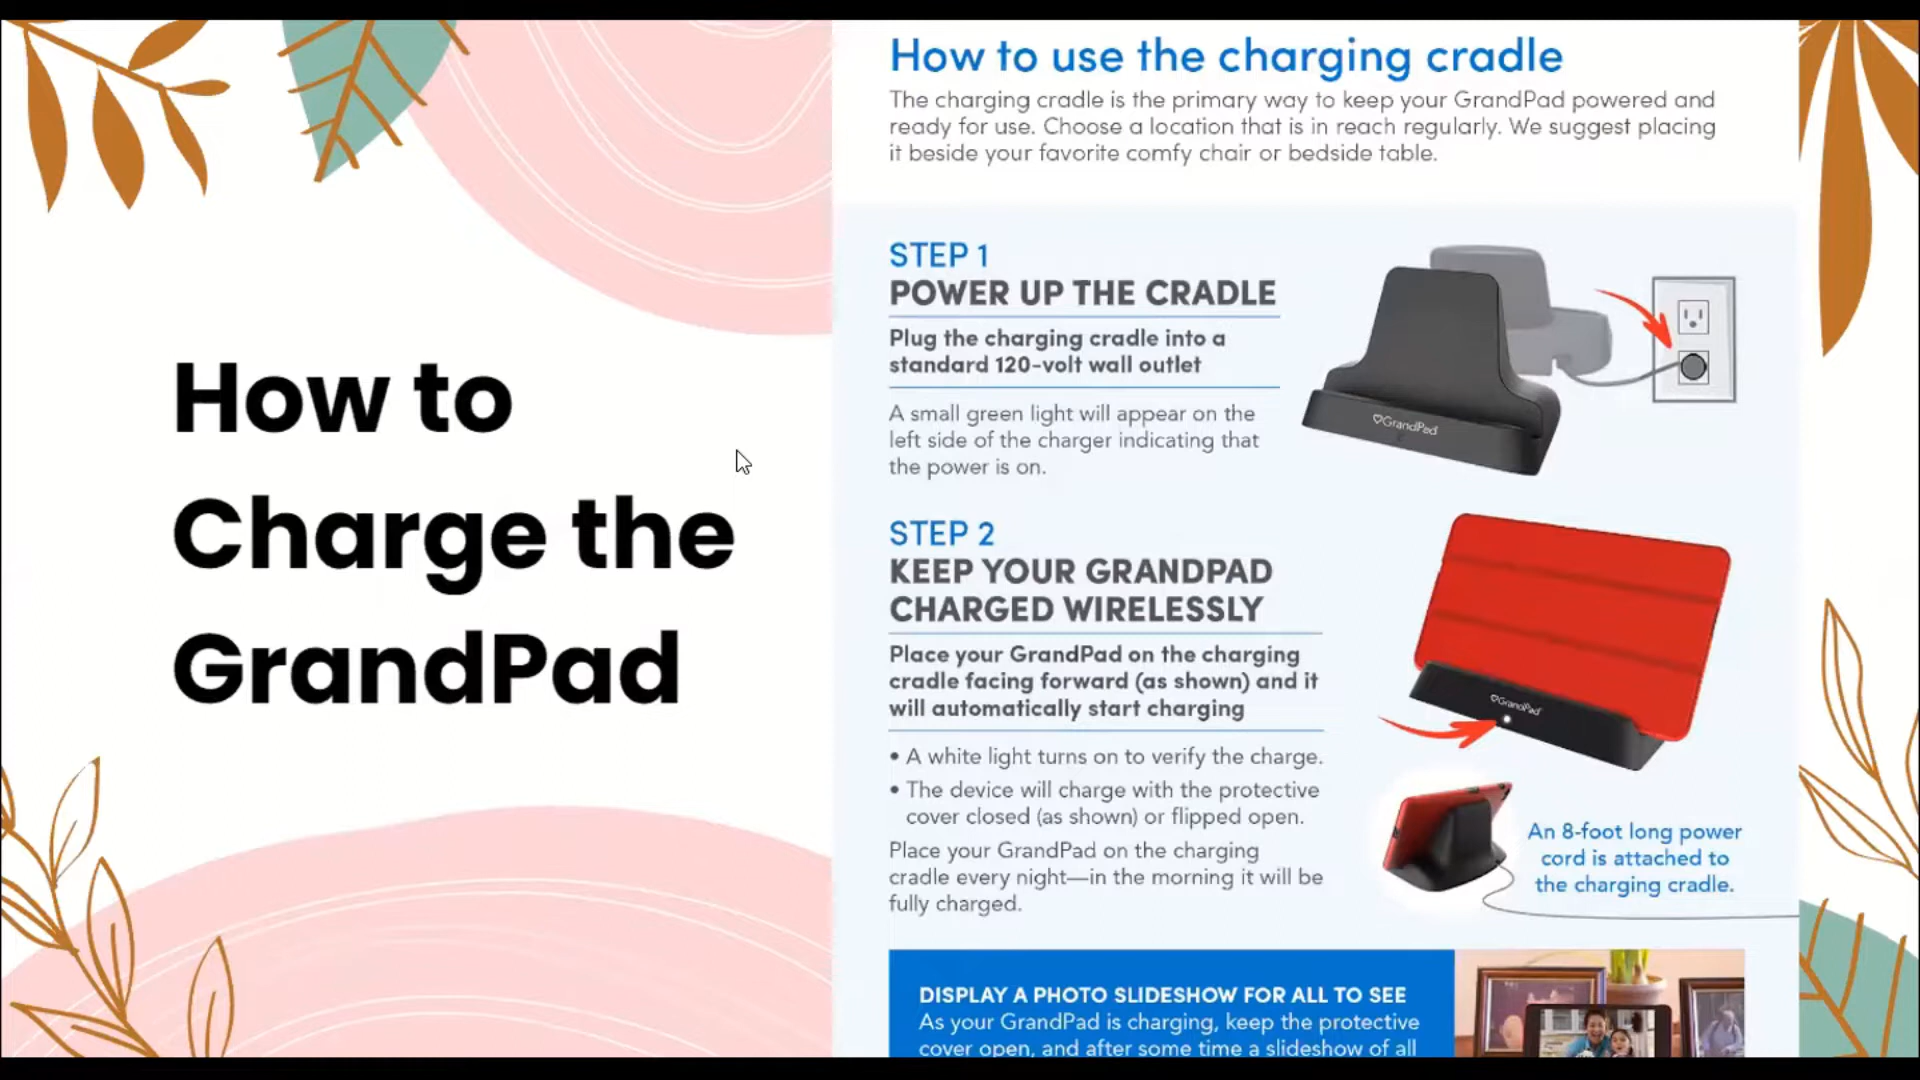 How to
Charge the
GrandPad
How to use the charging cradle
The charging cradle is the primary way to keep your GrandPad powered and
ready for use. Choose a location that is in reach regularly. We suggest placing
it beside your favorite comfy chair or bedside table.
STEP 1
POWER UP THE CRADLE
Plug the charging cradle into a
standard 120-volt wall outlet
A small green light will appear on the
left side of the charger indicating that
the power is on.
GrandPad
STEP 2
KEEP YOUR GRANDPAD
CHARGED WIRELESSLY
Place your GrandPad on the charging
cradle facing forward (as shown) and it
will automatically start charging
• A white light turns on to verify the charge.
• The device will charge with the protective
cover closed (as shown) or flipped open.
Place your GrandPad on the charging
cradle every night—in the morning it will be
fully charged.
GrandPad
An 8-foot long power
cord is attached to
the charging cradle.
DISPLAY A PHOTO SLIDESHOW FOR ALL TO SEE
As your GrandPad is charging, keep the protective
cover open, and after some time a slideshow of all